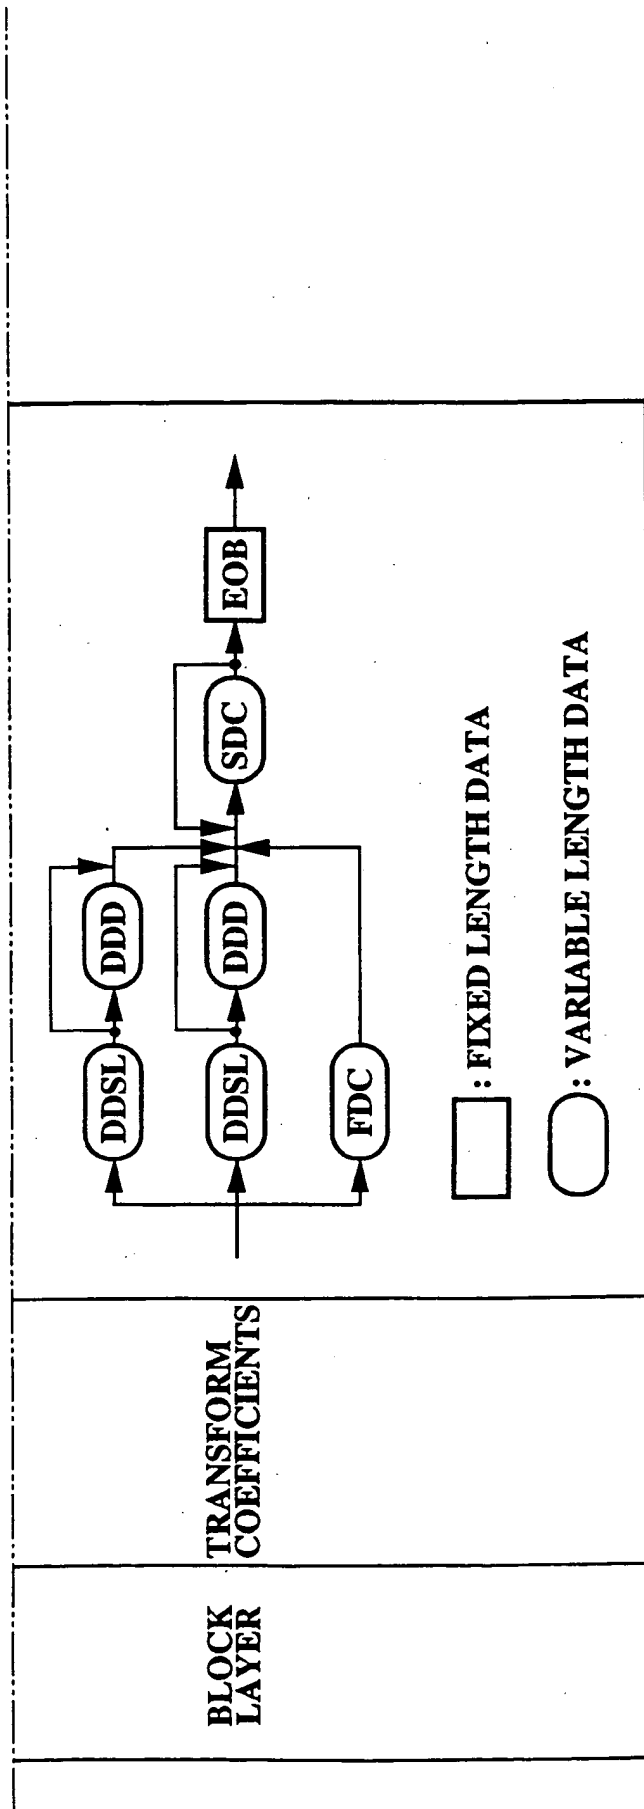 BLOCK
LAYER
TRANSFORM
COEFFICIENTS
DDSL
DDD
DDSL
DDD
SDC
EOB
FDC
: FIXED LENGTH DATA
: VARIABLE LENGTH DATA